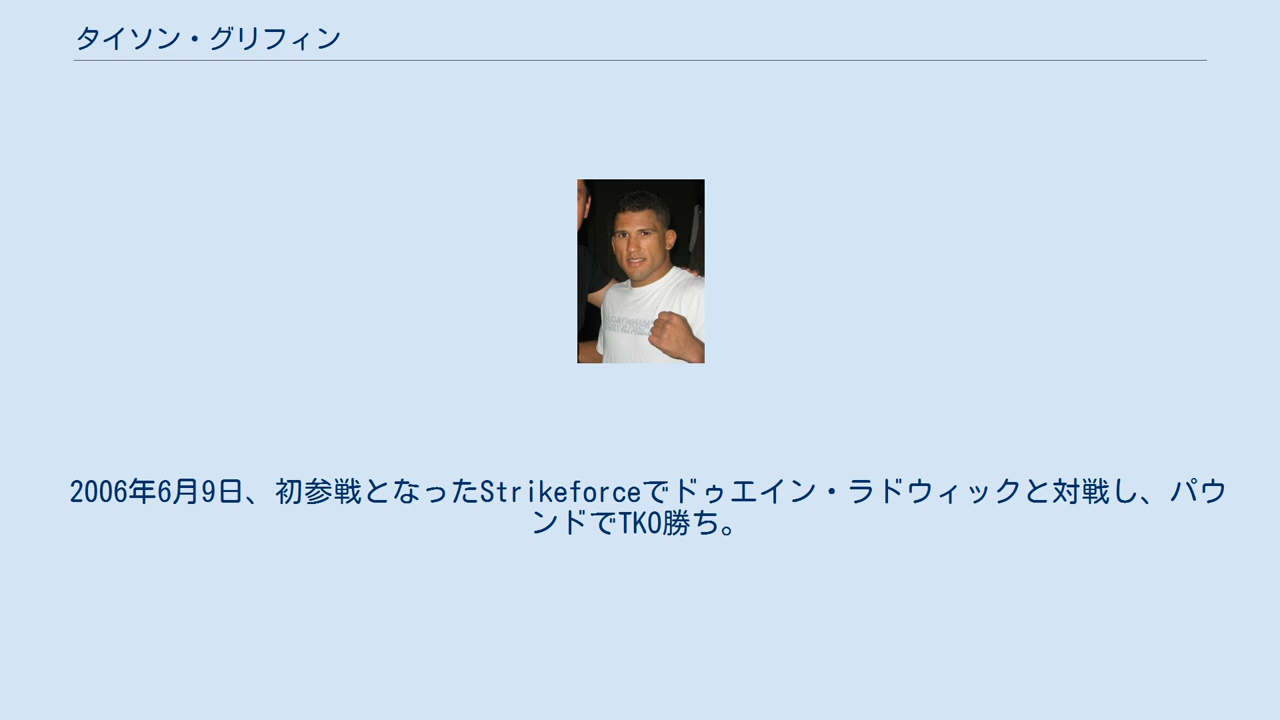 タイソン・グリフィン
2006年6月9日、初参戦となったStrikeforceでドゥエイン・ラドウィックと対戦し、パウ
ンドでTKO勝ち。